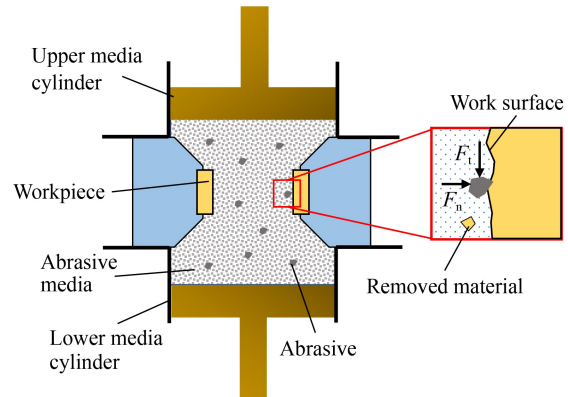 Upper media
cylinder
Work surface
Ft
Workpiece
Fn
Abrasive
media
Removed material
Lower media
cylinder
Abrasive